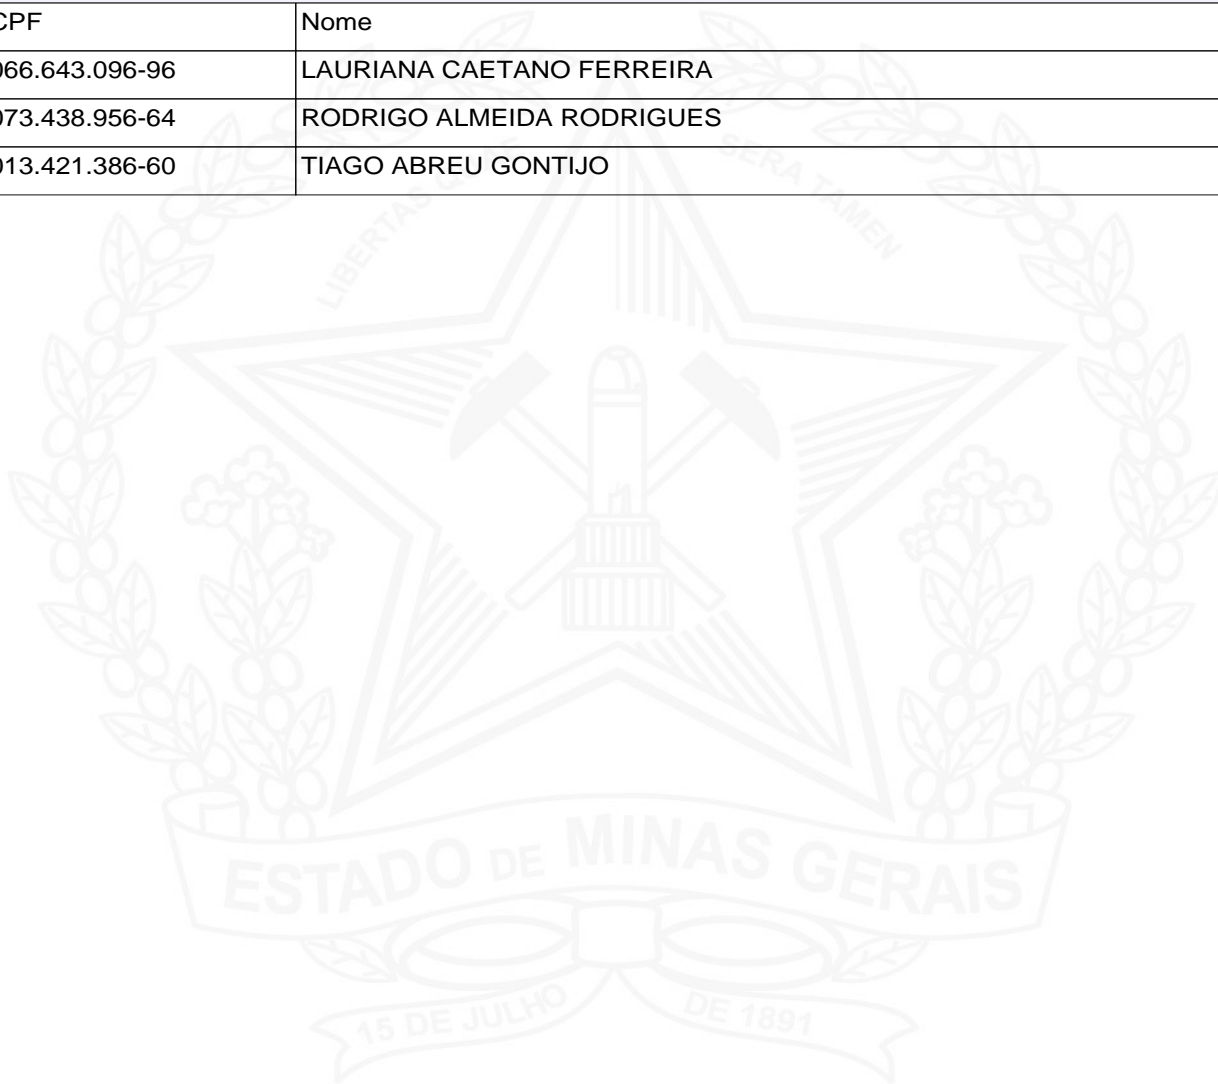 CPF Nome
066.643.096-96 LAURIANA CAETANO FERREIRA
073.438.956-64 RODRIGO ALMEIDA RODRIGUES
013.421.386-60 TIAGO ABREU GONTIJO
LIBERTAS QUE SERA TAMEN
ESTADO DE MINAS GERAIS
15 DE JULHO DE 1891